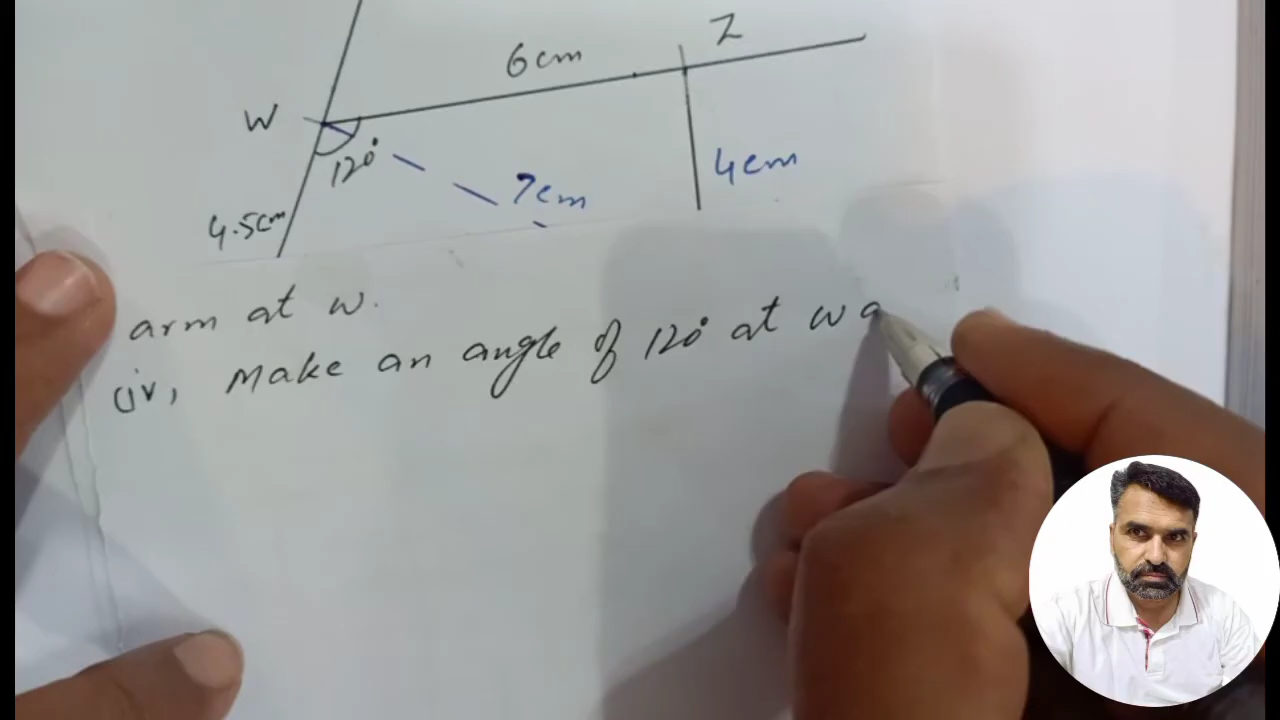 Z
6cm
W
120°
4cm
7cm
4.5cm
arm at W.
(iv, Make an angle of 120° at W a